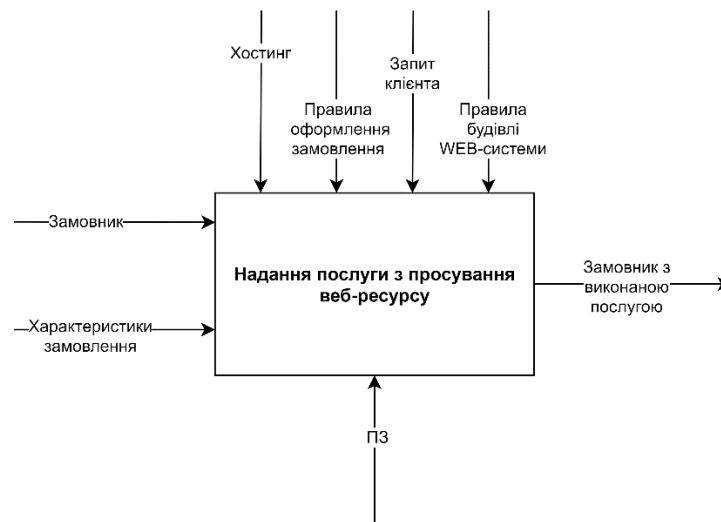 Хостинг
Правила
оформлення
замовлення
Запит
клієнта
Правила
будівлі
WEB-системи
Замовник
Характеристики
замовлення
Надання послуги з просування
веб-ресурсу
Замовник з
виконаною
послугою
ПЗ